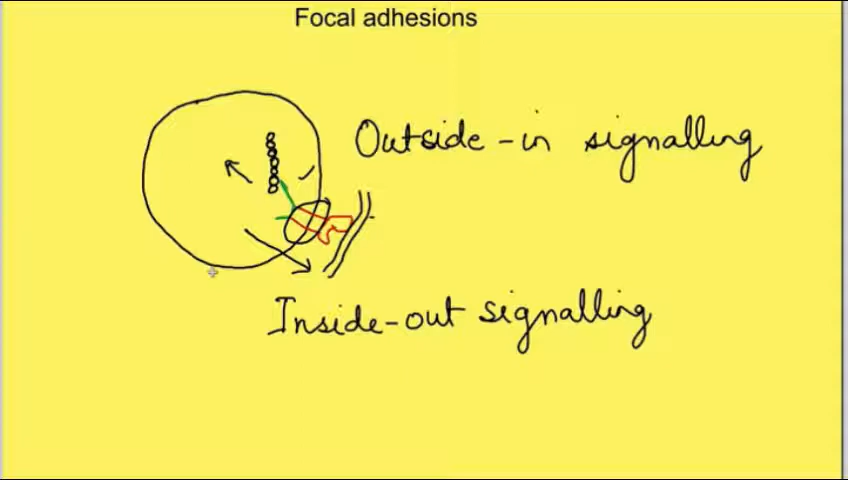 Focal adhesions
Outside-in signalling
Inside-out signalling